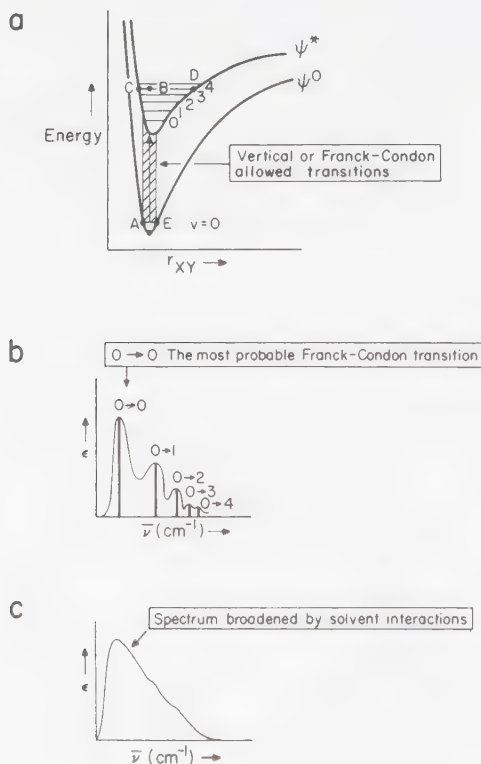 a
ψ*
ψ⁰
C B D 4
3
2
1
0
Energy
Vertical or Franck-Condon
allowed transitions
A E v=0
r_XY →
b
0→0 The most probable Franck-Condon transition
0→0
0→1
0→2
0→3
0→4
ϵ
ν̅ (cm⁻¹) →
c
Spectrum broadened by solvent interactions
ϵ
ν̅ (cm⁻¹) →